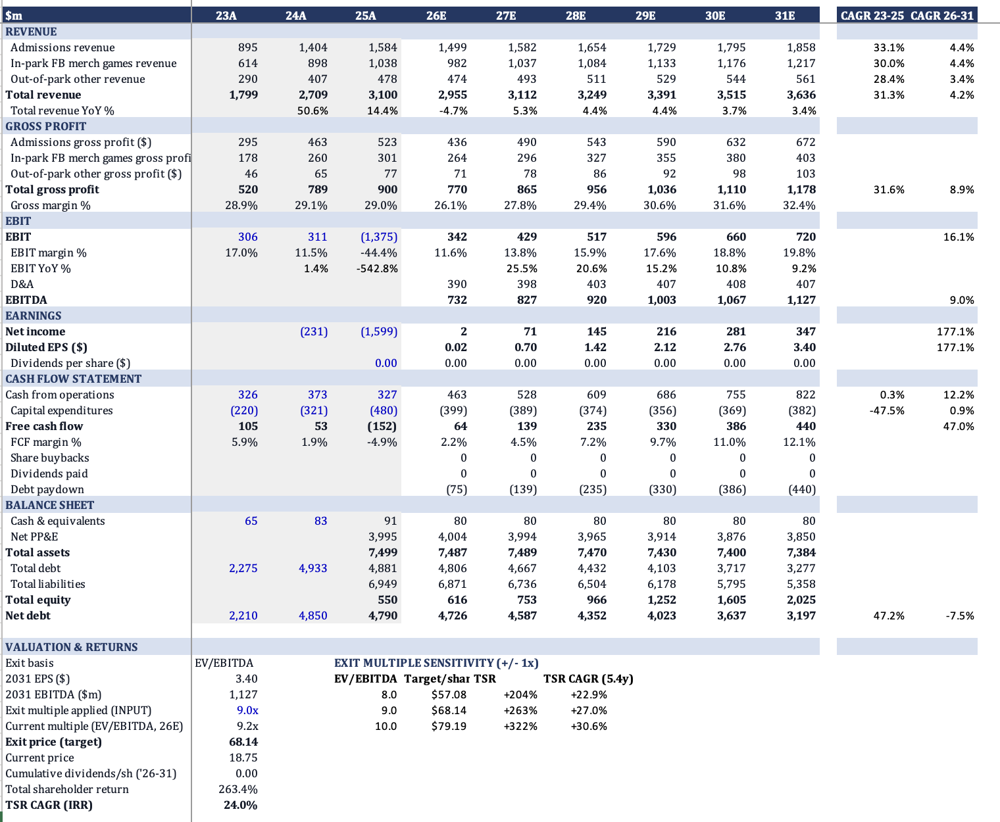 $m 23A 24A 25A 26E 27E 28E 29E 30E 31E CAGR 23-25 CAGR 26-31
REVENUE
Admissions revenue 895 1,404 1,584 1,499 1,582 1,654 1,729 1,795 1,858 33.1% 4.4%
In-park FB merch games revenue 614 898 1,038 982 1,037 1,084 1,133 1,176 1,217 30.0% 4.4%
Out-of-park other revenue 290 407 478 474 493 511 529 544 561 28.4% 3.4%
Total revenue 1,799 2,709 3,100 2,955 3,112 3,249 3,391 3,515 3,636 31.3% 4.2%
Total revenue YoY % 50.6% 14.4% -4.7% 5.3% 4.4% 4.4% 3.7% 3.4%
GROSS PROFIT
Admissions gross profit ($) 295 463 523 436 490 543 590 632 672
In-park FB merch games gross profi 178 260 301 264 296 327 355 380 403
Out-of-park other gross profit ($) 46 65 77 71 78 86 92 98 103
Total gross profit 520 789 900 770 865 956 1,036 1,110 1,178 31.6% 8.9%
Gross margin % 28.9% 29.1% 29.0% 26.1% 27.8% 29.4% 30.6% 31.6% 32.4%
EBIT
EBIT 306 311 (1,375) 342 429 517 596 660 720 16.1%
EBIT margin % 17.0% 11.5% -44.4% 11.6% 13.8% 15.9% 17.6% 18.8% 19.8%
EBIT YoY % 1.4% -542.8% 25.5% 20.6% 15.2% 10.8% 9.2%
D&A 390 398 403 407 408 407
EBITDA 732 827 920 1,003 1,067 1,127 9.0%
EARNINGS
Net income (231) (1,599) 2 71 145 216 281 347 177.1%
Diluted EPS ($) 0.02 0.70 1.42 2.12 2.76 3.40 177.1%
Dividends per share ($) 0.00 0.00 0.00 0.00 0.00 0.00 0.00
CASH FLOW STATEMENT
Cash from operations 326 373 327 463 528 609 686 755 822 0.3% 12.2%
Capital expenditures (220) (321) (480) (399) (389) (374) (356) (369) (382) -47.5% 0.9%
Free cash flow 105 53 (152) 64 139 235 330 386 440 47.0%
FCF margin % 5.9% 1.9% -4.9% 2.2% 4.5% 7.2% 9.7% 11.0% 12.1%
Share buybacks 0 0 0 0 0 0
Dividends paid 0 0 0 0 0 0
Debt paydown (75) (139) (235) (330) (386) (440)
BALANCE SHEET
Cash & equivalents 65 83 91 80 80 80 80 80 80
Net PP&E 3,995 4,004 3,994 3,965 3,914 3,876 3,850
Total assets 7,499 7,487 7,489 7,470 7,430 7,400 7,384
Total debt 2,275 4,933 4,881 4,806 4,667 4,432 4,103 3,717 3,277
Total liabilities 6,949 6,871 6,736 6,504 6,178 5,795 5,358
Total equity 550 616 753 966 1,252 1,605 2,025
Net debt 2,210 4,850 4,790 4,726 4,587 4,352 4,023 3,637 3,197 47.2% -7.5%
VALUATION & RETURNS
Exit basis EV/EBITDA EXIT MULTIPLE SENSITIVITY (+/- 1x)
2031 EPS ($) 3.40 EV/EBITDA Target/shar TSR TSR CAGR (5.4y)
2031 EBITDA ($m) 1,127 8.0 $57.08 +204% +22.9%
Exit multiple applied (INPUT) 9.0x 9.0 $68.14 +263% +27.0%
Current multiple (EV/EBITDA, 26E) 9.2x 10.0 $79.19 +322% +30.6%
Exit price (target) 68.14
Current price 18.75
Cumulative dividends/sh ('26-31) 0.00
Total shareholder return 263.4%
TSR CAGR (IRR) 24.0%